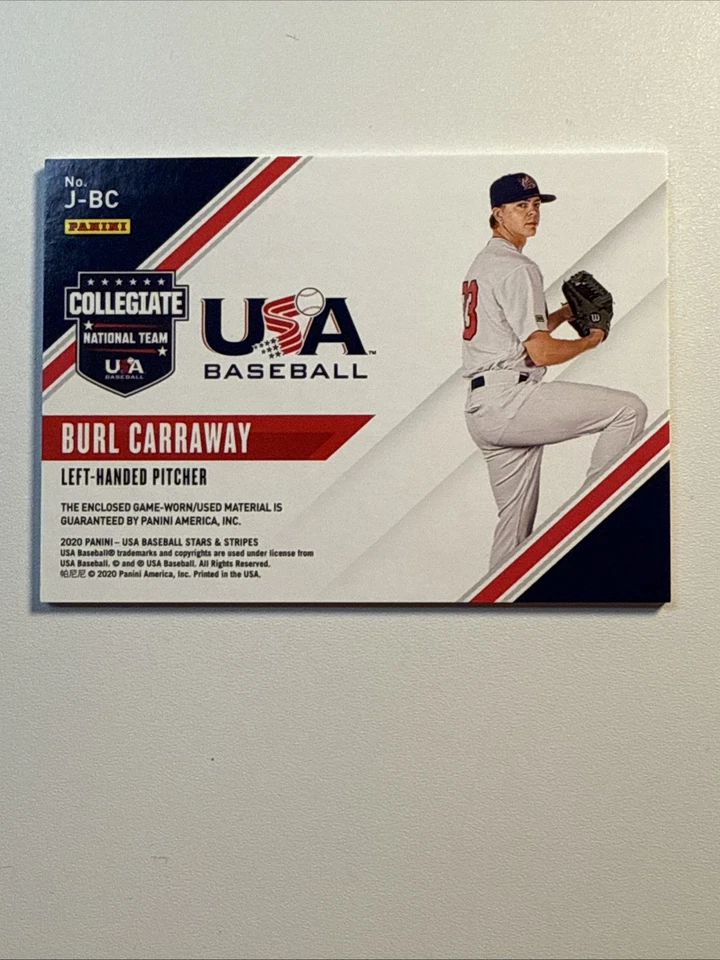 No.
J-BC
PANINI
COLLEGIATE
NATIONAL TEAM
USA
BASEBALL
USA™
BASEBALL
BURL CARRAWAY
LEFT-HANDED PITCHER
THE ENCLOSED GAME-WORN/USED MATERIAL IS
GUARANTEED BY PANINI AMERICA, INC.
2020 PANINI – USA BASEBALL STARS & STRIPES
USA Baseball® trademarks and copyrights are used under license from
USA Baseball. © and ® USA Baseball. All Rights Reserved.
帕尼尼 © 2020 Panini America, Inc. Printed in the USA.
3
W